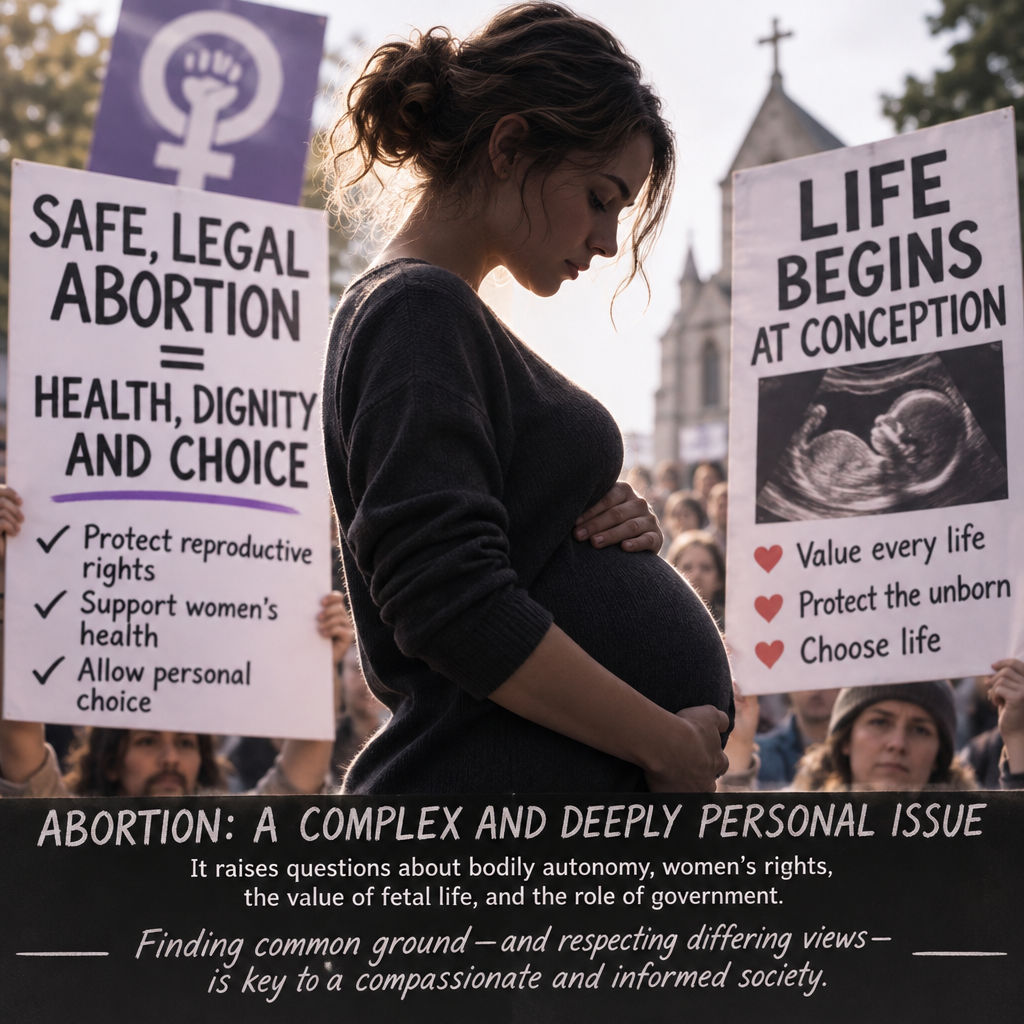 SAFE, LEGAL
ABORTION
=
HEALTH, DIGNITY
AND CHOICE
✓ Protect reproductive
rights
✓ Support women's
health
✓ Allow personal
choice
LIFE
BEGINS
AT CONCEPTION
Value every life
Protect the unborn
Choose life
ABORTION: A COMPLEX AND DEEPLY PERSONAL ISSUE
It raises questions about bodily autonomy, women's rights,
the value of fetal life, and the role of government.
Finding common ground — and respecting differing views —
is key to a compassionate and informed society.